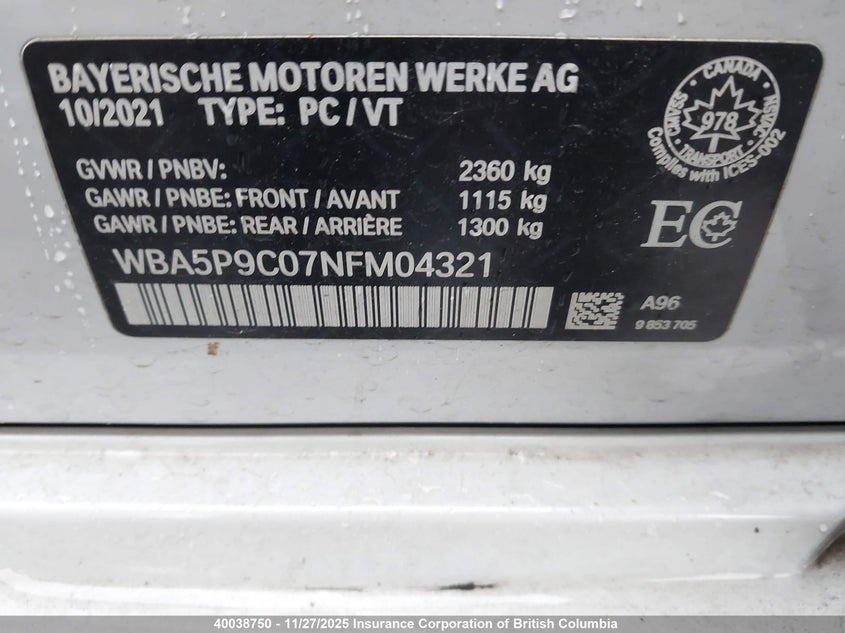 BAYERISCHE MOTOREN WERKE AG
10/2021 TYPE: PC / VT
GVWR / PNBV: 2360 kg
GAWR / PNBE: FRONT / AVANT 1115 kg
GAWR / PNBE: REAR / ARRIÈRE 1300 kg
WBA5P9C07NFM04321
CANADA
978
TRANSPORT
NSVAC
CMVSS
Complies with ICES-002
EC
A96
9 853 705
40038750 - 11/27/2025 Insurance Corporation of British Columbia